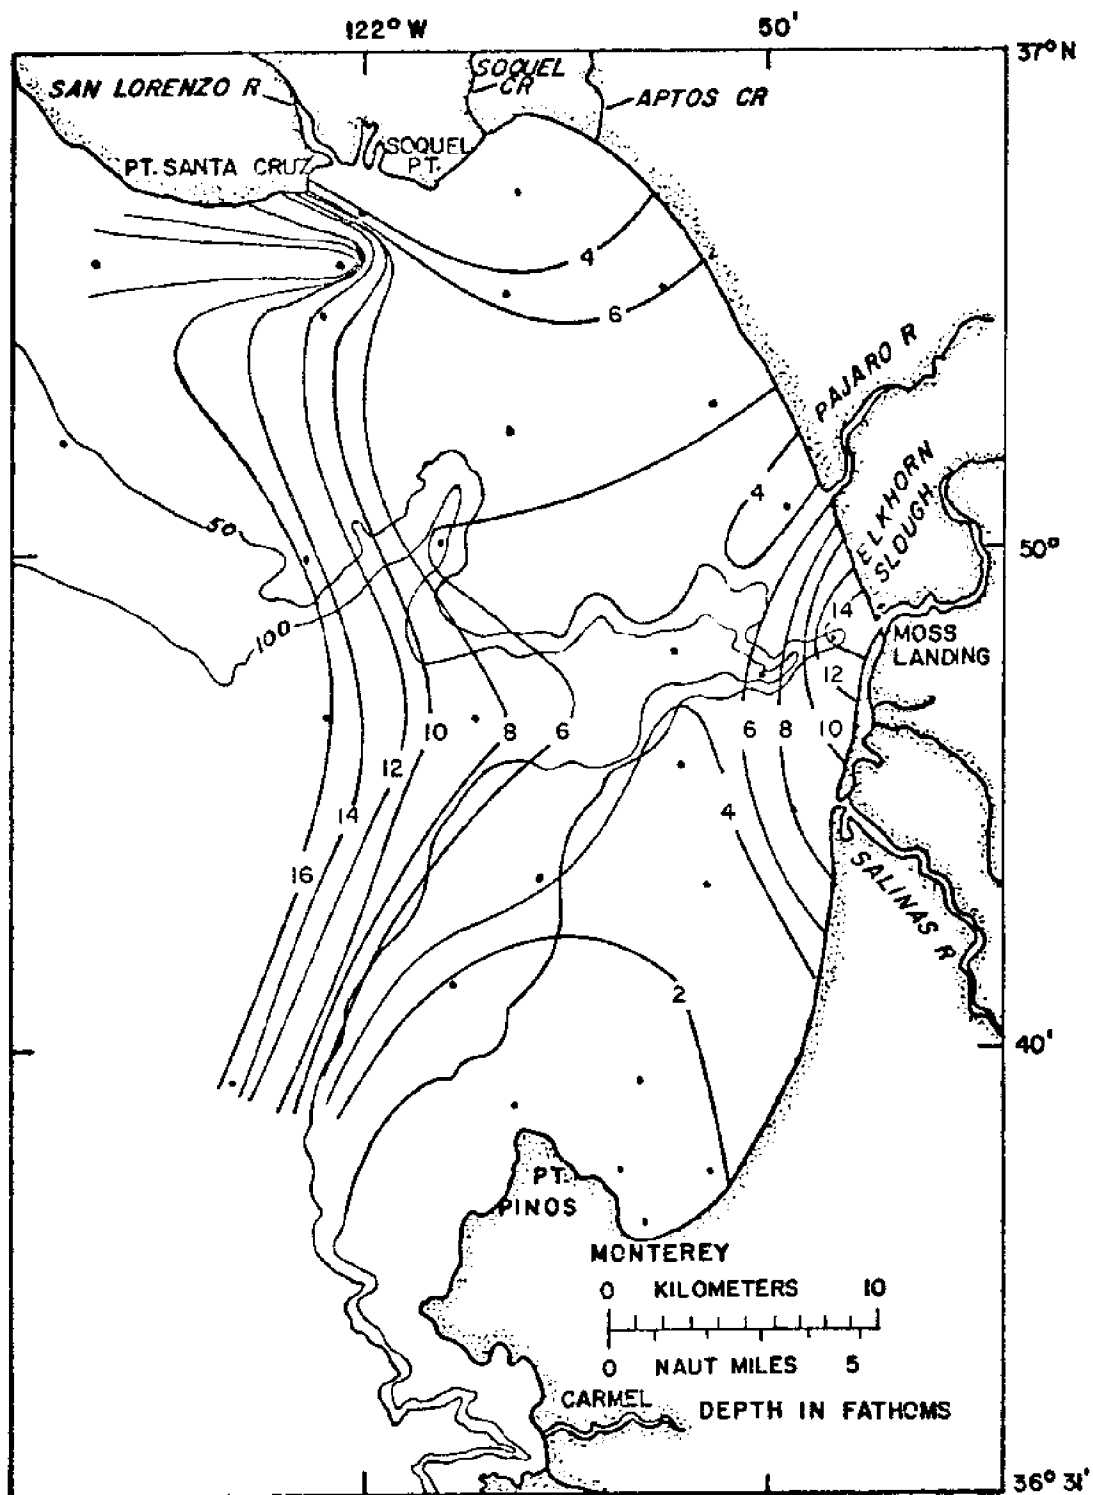 122° W
50'
37° N
SAN LORENZO R
SOQUEL
CR
APTOS CR
PT. SANTA CRUZ
SOQUEL
PT.
4
6
PAJARO R
ELKHORN
SLOUGH
4
50
50°
100
14
MOSS
LANDING
12
10
8
6
6
8
10
12
14
4
16
SALINAS R
2
40'
PT.
PINOS
MONTEREY
0 KILOMETERS 10
0 NAUT MILES 5
CARMEL
DEPTH IN FATHOMS
36° 31'